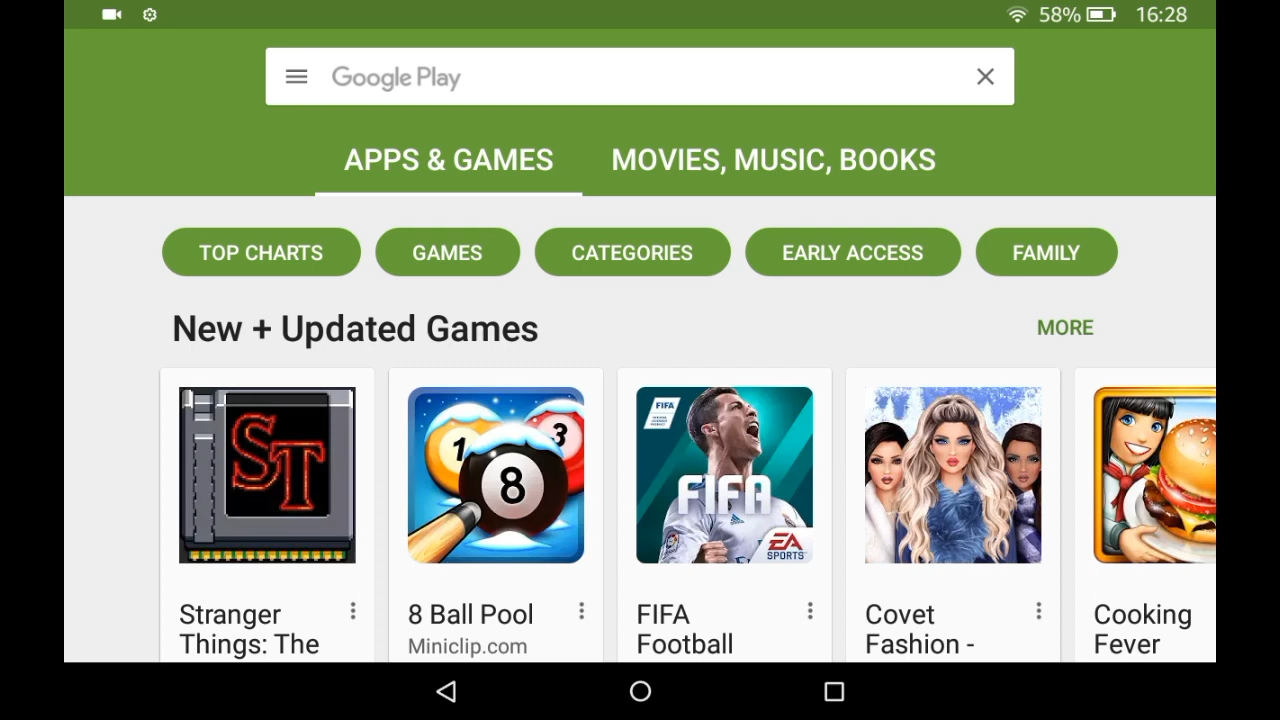 58% 16:28
Google Play
APPS & GAMES MOVIES, MUSIC, BOOKS
TOP CHARTS GAMES CATEGORIES EARLY ACCESS FAMILY
New + Updated Games MORE
ST
1 3 8
FIFA
FIFA
EA
SPORTS
Stranger
Things: The
8 Ball Pool
Miniclip.com
FIFA
Football
Covet
Fashion -
Cooking
Fever